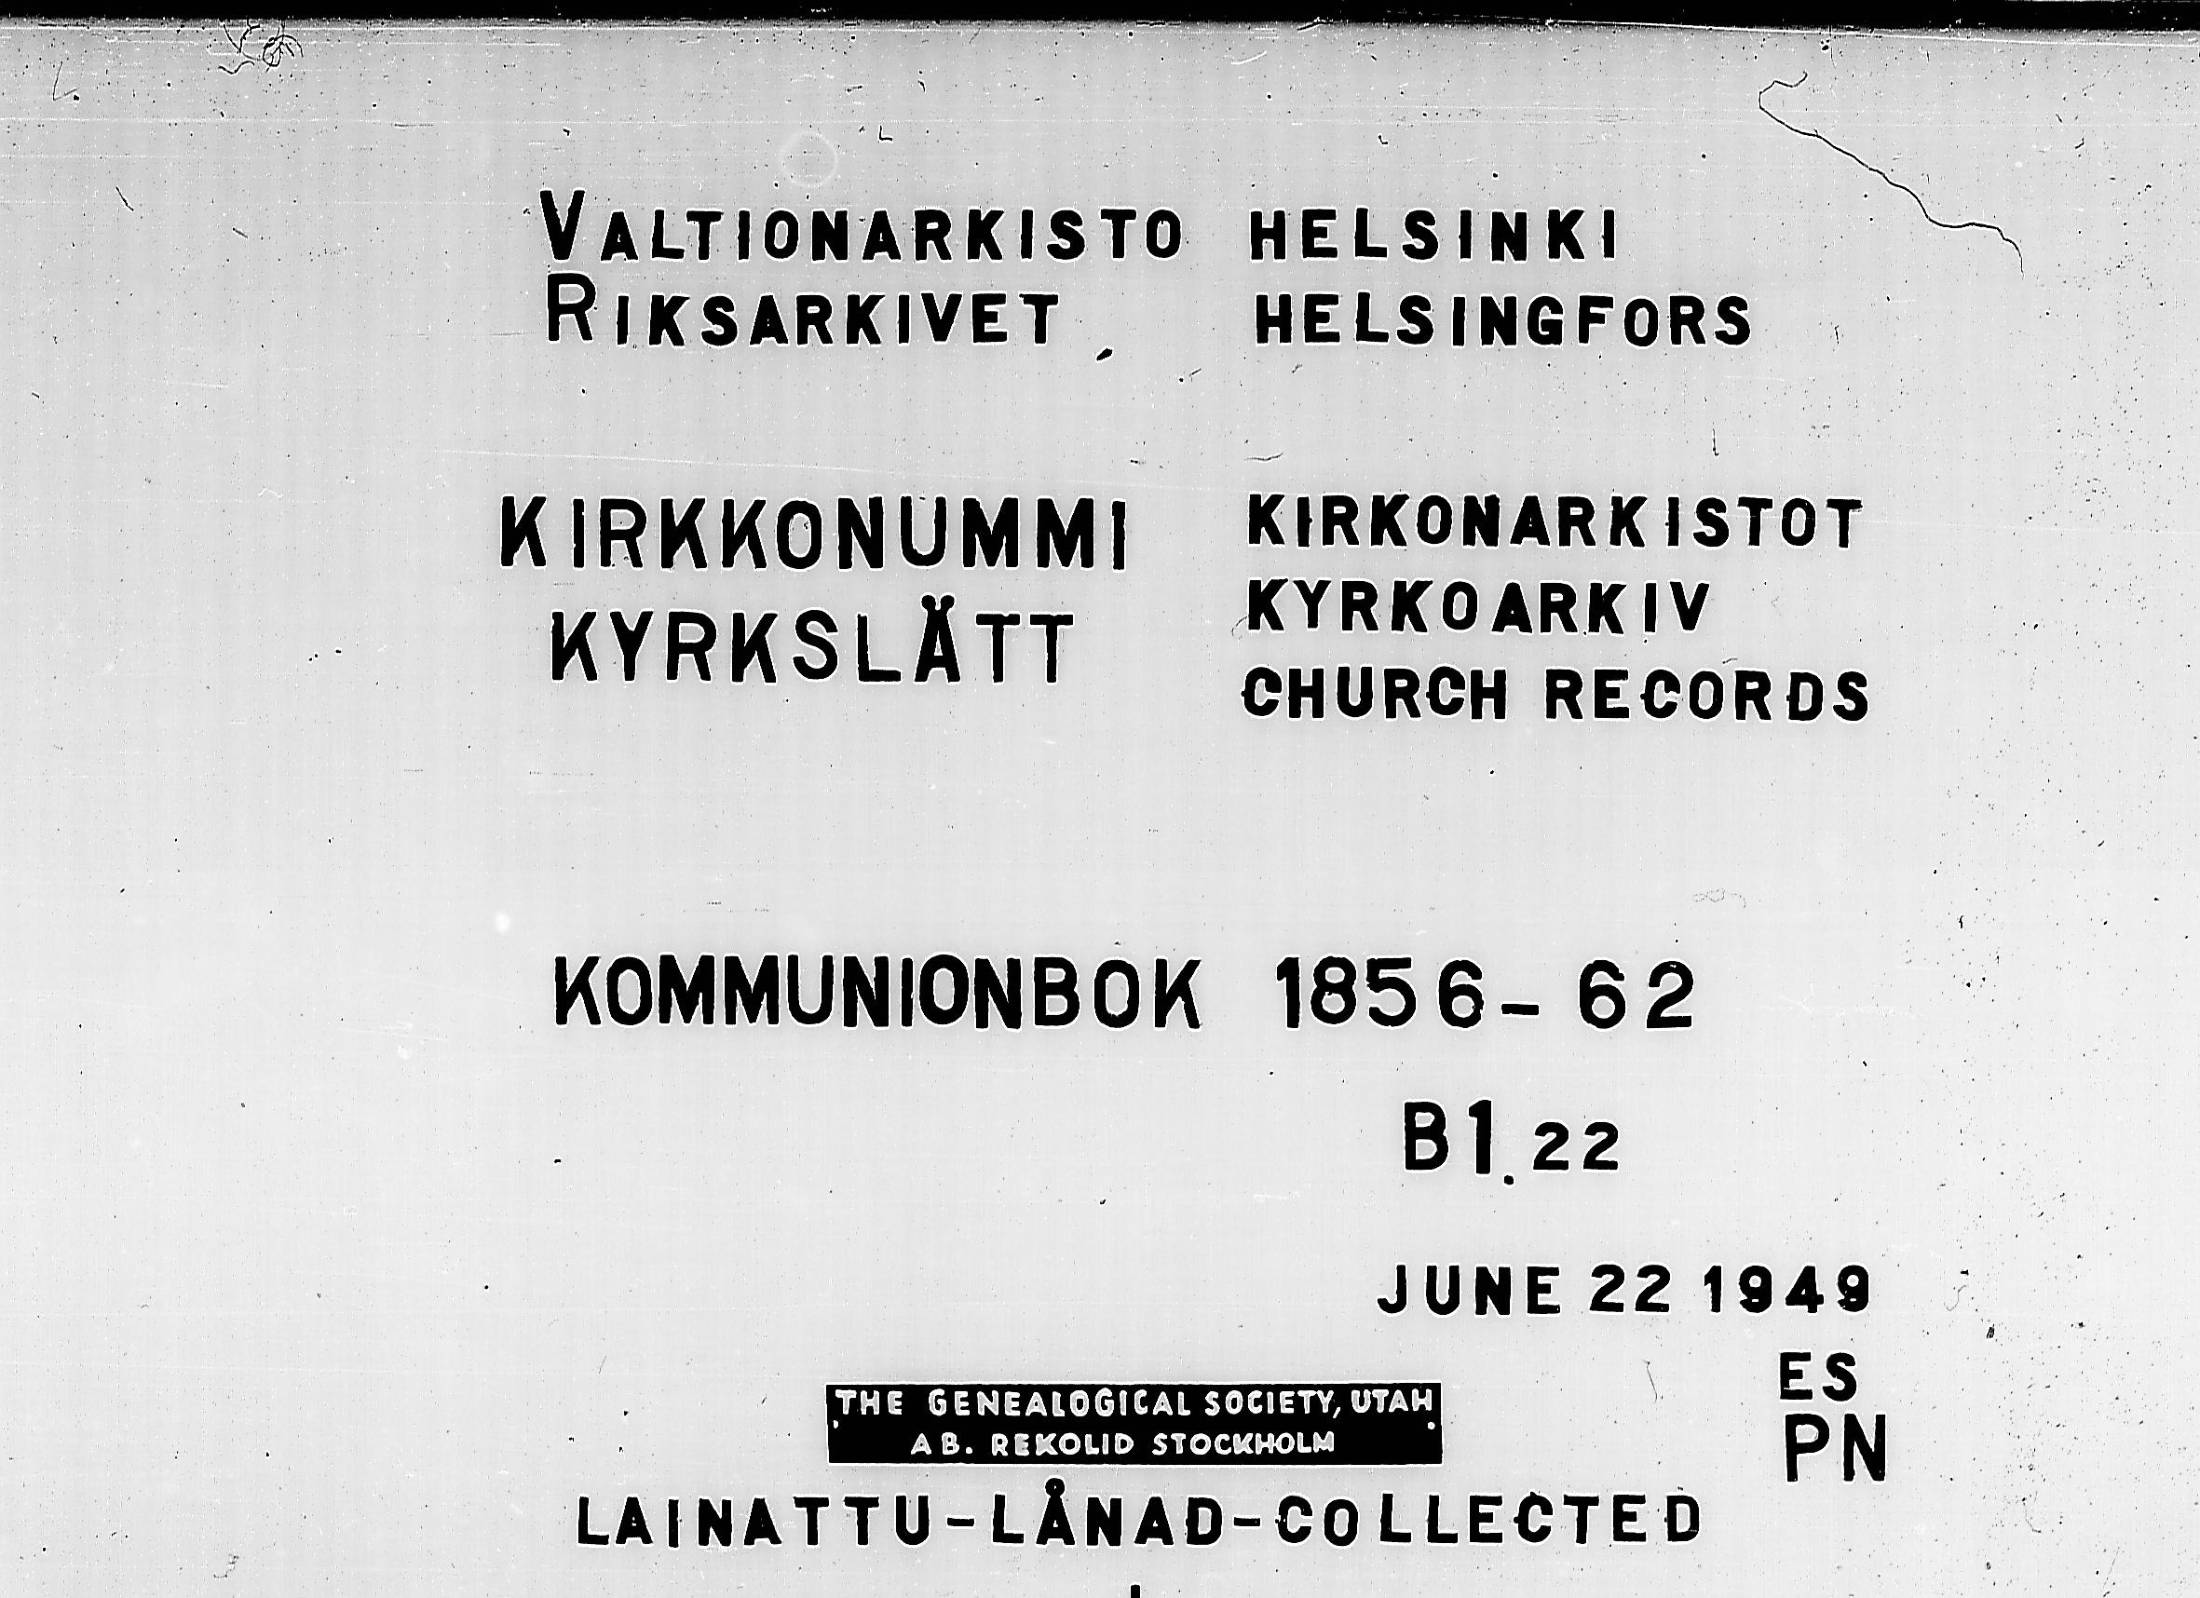 VALTIONARKISTO HELSINKI
RIKSARKIVET HELSINGFORS
KIRKKONUMMI
KYRKSLÄTT
KIRKONARKISTOT
KYRKOARKIV
CHURCH RECORDS
KOMMUNIONBOK 1856-62
B1.22
JUNE 22 1949
ES
PN
THE GENEALOGICAL SOCIETY, UTAH
AB. REKOLID STOCKHOLM
LAINATTU-LÅNAD-COLLECTED